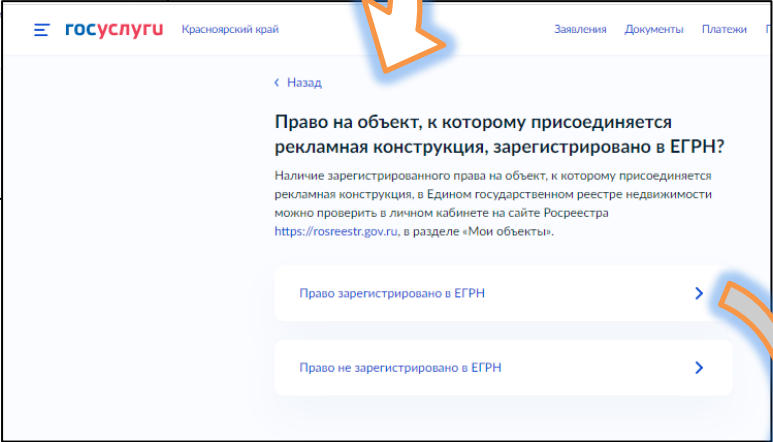 госуслуги Красноярский край Заявления Документы Платежи
Назад
Право на объект, к которому присоединяется
рекламная конструкция, зарегистрировано в ЕГРН?
Наличие зарегистрированного права на объект, к которому присоединяется
рекламная конструкция, в Едином государственном реестре недвижимости
можно проверить в личном кабинете на сайте Росреестра
https://rosreestr.gov.ru, в разделе «Мои объекты».
Право зарегистрировано в ЕГРН
Право не зарегистрировано в ЕГРН